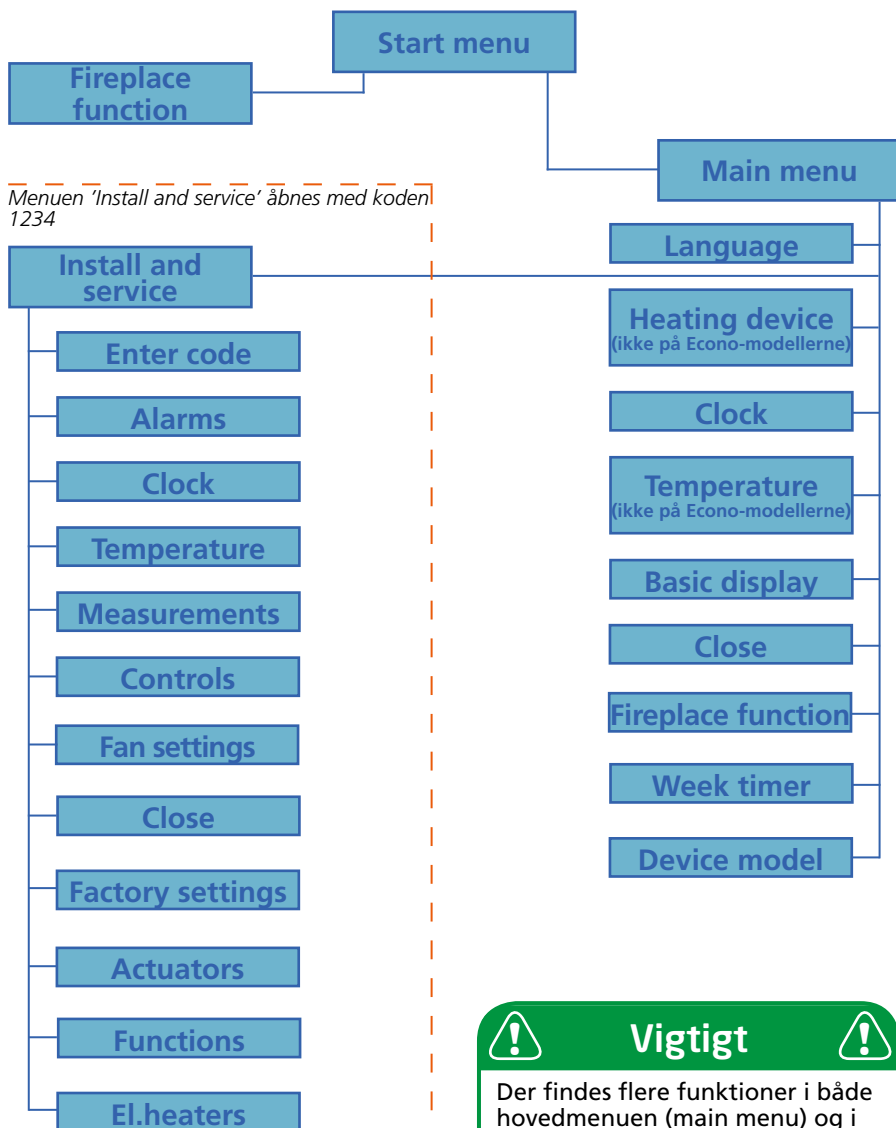 Start menu
Fireplace
function
Main menu
Menuen ’Install and service’ åbnes med koden
1234
Install and
service
Enter code
Alarms
Clock
Temperature
Measurements
Controls
Fan settings
Close
Factory settings
Actuators
Functions
El.heaters
Language
Heating device
(ikke på Econo-modellerne)
Clock
Temperature
(ikke på Econo-modellerne)
Basic display
Close
Fireplace function
Week timer
Device model
Vigtigt
Der findes flere funktioner i både
hovedmenuen (main menu) og i